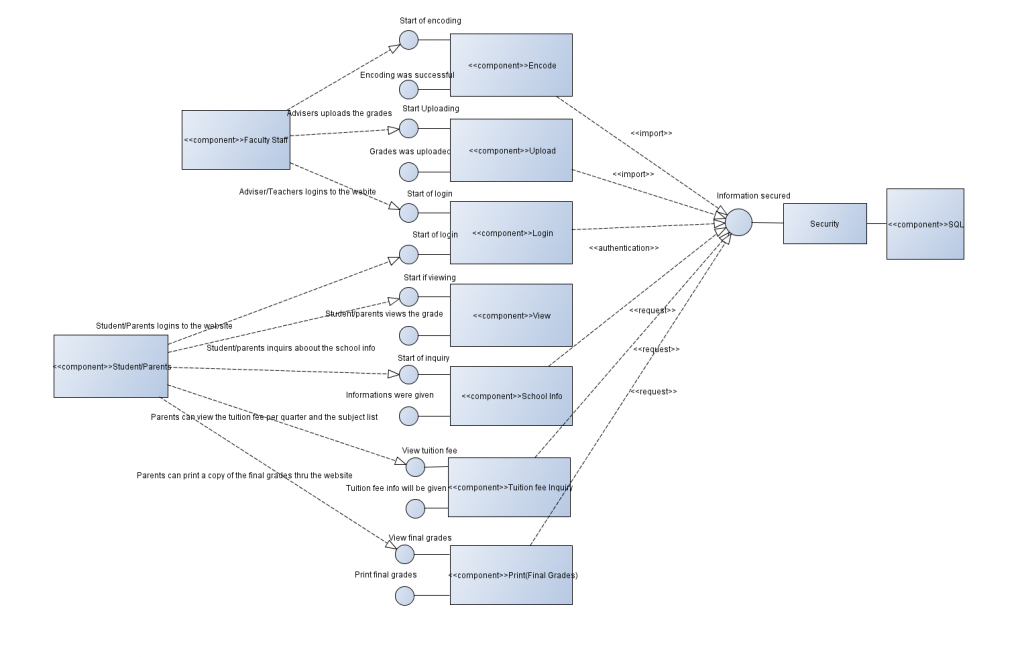 Start of encoding
<<component>>Encode
Encoding was successful
Advisers uploads the grades
Start Uploading
<<import>>
<<component>>Faculty Staff
<<component>>Upload
Grades was uploaded
<<import>>
Adviser/Teachers logins to the webite
Start of login
Information secured
Security
<<component>>SQL
<<component>>Login
Start of login
<<authentication>>
Start if viewing
Student/parents views the grade
<<component>>View
<<request>>
Student/Parents logins to the website
Student/parents inquirs aboout the school info
<<request>>
Start of inquiry
<<component>>Student/Parents
Informations were given
<<component>>School Info
<<request>>
Parents can view the tuition fee per quarter and the subject list
View tuition fee
Parents can print a copy of the final grades thru the website
Tuition fee info will be given
<<component>>Tuition fee Inquiry
View final grades
Print final grades
<<component>>Print(Final Grades)